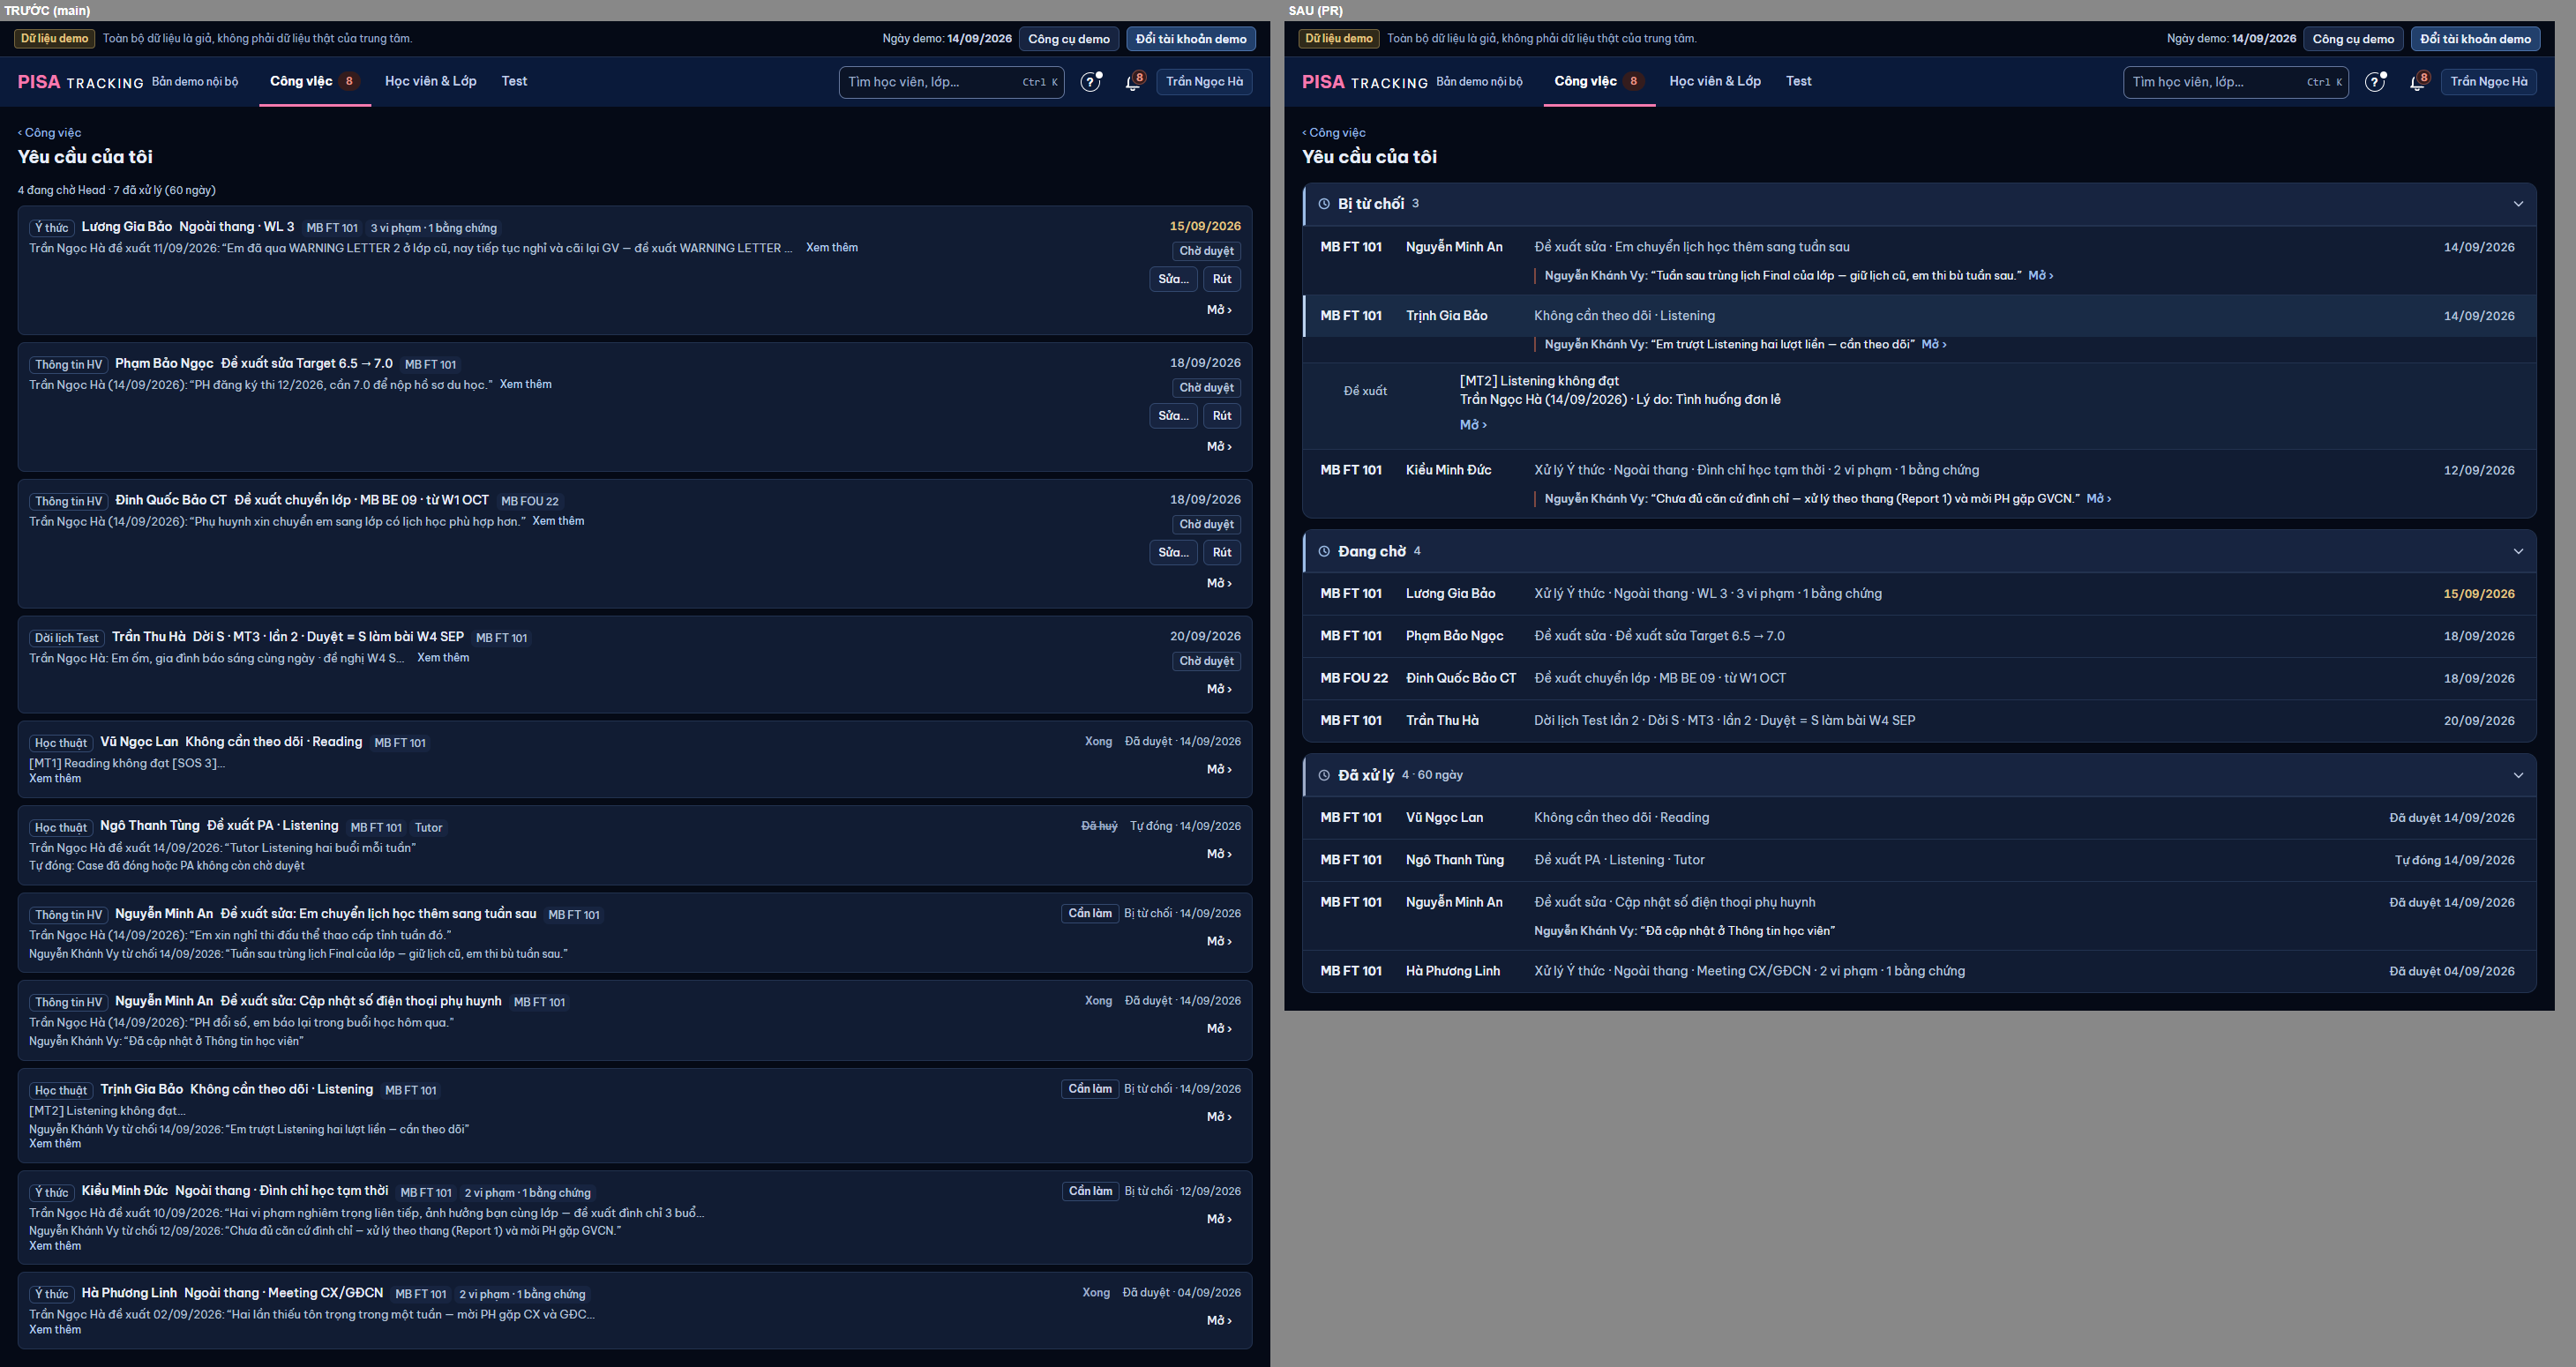 TRƯỚC (main)
Dữ liệu demo Toàn bộ dữ liệu là giả, không phải dữ liệu thật của trung tâm. Ngày demo: 14/09/2026 Công cụ demo Đổi tài khoản demo
PISA TRACKING Bản demo nội bộ Công việc 8 Học viên & Lớp Test Tìm học viên, lớp... Ctrl K ? 8 Trần Ngọc Hà
‹ Công việc
Yêu cầu của tôi
4 đang chờ Head · 7 đã xử lý (60 ngày)
Ý thức Lương Gia Bảo Ngoài thang · WL 3 MB FT 101 3 vi phạm · 1 bằng chứng 15/09/2026
Trần Ngọc Hà đề xuất 11/09/2026: “Em đã qua WARNING LETTER 2 ở lớp cũ, nay tiếp tục nghỉ và cãi lại GV — đề xuất WARNING LETTER ... Xem thêm
Chờ duyệt
Sửa... Rút
Mở ›
Thông tin HV Phạm Bảo Ngọc Đề xuất sửa Target 6.5 → 7.0 MB FT 101 18/09/2026
Trần Ngọc Hà (14/09/2026): “PH đăng ký thi 12/2026, cần 7.0 để nộp hồ sơ du học.” Xem thêm
Chờ duyệt
Sửa... Rút
Mở ›
Thông tin HV Đinh Quốc Bảo CT Đề xuất chuyển lớp · MB BE 09 · từ W1 OCT MB FOU 22 18/09/2026
Trần Ngọc Hà (14/09/2026): “Phụ huynh xin chuyển em sang lớp có lịch học phù hợp hơn.” Xem thêm
Chờ duyệt
Sửa... Rút
Mở ›
Dời lịch Test Trần Thu Hà Dời S · MT3 · lần 2 · Duyệt = S làm bài W4 SEP MB FT 101 20/09/2026
Trần Ngọc Hà: Em ốm, gia đình báo sáng cùng ngày · đề nghị W4 S... Xem thêm
Chờ duyệt
Mở ›
Học thuật Vũ Ngọc Lan Không cần theo dõi · Reading MB FT 101 Xong Đã duyệt · 14/09/2026
[MT1] Reading không đạt [SOS 3]...
Xem thêm
Mở ›
Học thuật Ngô Thanh Tùng Đề xuất PA · Listening MB FT 101 Tutor Đã huỷ Tự đóng · 14/09/2026
Trần Ngọc Hà đề xuất 14/09/2026: “Tutor Listening hai buổi mỗi tuần”
Tự đóng: Case đã đóng hoặc PA không còn chờ duyệt
Mở ›
Thông tin HV Nguyễn Minh An Đề xuất sửa: Em chuyển lịch học thêm sang tuần sau MB FT 101 Cần làm Bị từ chối · 14/09/2026
Trần Ngọc Hà (14/09/2026): “Em xin nghỉ thi đấu thể thao cấp tỉnh tuần đó.”
Nguyễn Khánh Vy từ chối 14/09/2026: “Tuần sau trùng lịch Final của lớp — giữ lịch cũ, em thi bù tuần sau.”
Mở ›
Thông tin HV Nguyễn Minh An Đề xuất sửa: Cập nhật số điện thoại phụ huynh MB FT 101 Xong Đã duyệt · 14/09/2026
Trần Ngọc Hà (14/09/2026): “PH đổi số, em báo lại trong buổi học hôm qua.”
Nguyễn Khánh Vy: “Đã cập nhật ở Thông tin học viên”
Mở ›
Học thuật Trịnh Gia Bảo Không cần theo dõi · Listening MB FT 101 Cần làm Bị từ chối · 14/09/2026
[MT2] Listening không đạt...
Nguyễn Khánh Vy từ chối 14/09/2026: “Em trượt Listening hai lượt liền — cần theo dõi”
Xem thêm
Mở ›
Ý thức Kiều Minh Đức Ngoài thang · Đình chỉ học tạm thời MB FT 101 2 vi phạm · 1 bằng chứng Cần làm Bị từ chối · 12/09/2026
Trần Ngọc Hà đề xuất 10/09/2026: “Hai vi phạm nghiêm trọng liên tiếp, ảnh hưởng bạn cùng lớp — đề xuất đình chỉ 3 buổ...
Nguyễn Khánh Vy từ chối 12/09/2026: “Chưa đủ căn cứ đình chỉ — xử lý theo thang (Report 1) và mời PH gặp GVCN.”
Xem thêm
Mở ›
Ý thức Hà Phương Linh Ngoài thang · Meeting CX/GĐCN MB FT 101 2 vi phạm · 1 bằng chứng Xong Đã duyệt · 04/09/2026
Trần Ngọc Hà đề xuất 02/09/2026: “Hai lần thiếu tôn trọng trong một tuần — mời PH gặp CX và GĐC...
Xem thêm
Mở ›
SAU (PR)
Dữ liệu demo Toàn bộ dữ liệu là giả, không phải dữ liệu thật của trung tâm. Ngày demo: 14/09/2026 Công cụ demo Đổi tài khoản demo
PISA TRACKING Bản demo nội bộ Công việc 8 Học viên & Lớp Test Tìm học viên, lớp... Ctrl K ? 8 Trần Ngọc Hà
‹ Công việc
Yêu cầu của tôi
Bị từ chối 3
MB FT 101 Nguyễn Minh An Đề xuất sửa · Em chuyển lịch học thêm sang tuần sau 14/09/2026
Nguyễn Khánh Vy: “Tuần sau trùng lịch Final của lớp — giữ lịch cũ, em thi bù tuần sau.” Mở ›
MB FT 101 Trịnh Gia Bảo Không cần theo dõi · Listening 14/09/2026
Nguyễn Khánh Vy: “Em trượt Listening hai lượt liền — cần theo dõi” Mở ›
Đề xuất [MT2] Listening không đạt
Trần Ngọc Hà (14/09/2026) · Lý do: Tình huống đơn lẻ
Mở ›
MB FT 101 Kiều Minh Đức Xử lý Ý thức · Ngoài thang · Đình chỉ học tạm thời · 2 vi phạm · 1 bằng chứng 12/09/2026
Nguyễn Khánh Vy: “Chưa đủ căn cứ đình chỉ — xử lý theo thang (Report 1) và mời PH gặp GVCN.” Mở ›
Đang chờ 4
MB FT 101 Lương Gia Bảo Xử lý Ý thức · Ngoài thang · WL 3 · 3 vi phạm · 1 bằng chứng 15/09/2026
MB FT 101 Phạm Bảo Ngọc Đề xuất sửa · Đề xuất sửa Target 6.5 → 7.0 18/09/2026
MB FOU 22 Đinh Quốc Bảo CT Đề xuất chuyển lớp · MB BE 09 · từ W1 OCT 18/09/2026
MB FT 101 Trần Thu Hà Dời lịch Test lần 2 · Dời S · MT3 · lần 2 · Duyệt = S làm bài W4 SEP 20/09/2026
Đã xử lý 4 · 60 ngày
MB FT 101 Vũ Ngọc Lan Không cần theo dõi · Reading Đã duyệt 14/09/2026
MB FT 101 Ngô Thanh Tùng Đề xuất PA · Listening · Tutor Tự đóng 14/09/2026
MB FT 101 Nguyễn Minh An Đề xuất sửa · Cập nhật số điện thoại phụ huynh Đã duyệt 14/09/2026
Nguyễn Khánh Vy: “Đã cập nhật ở Thông tin học viên”
MB FT 101 Hà Phương Linh Xử lý Ý thức · Ngoài thang · Meeting CX/GĐCN · 2 vi phạm · 1 bằng chứng Đã duyệt 04/09/2026